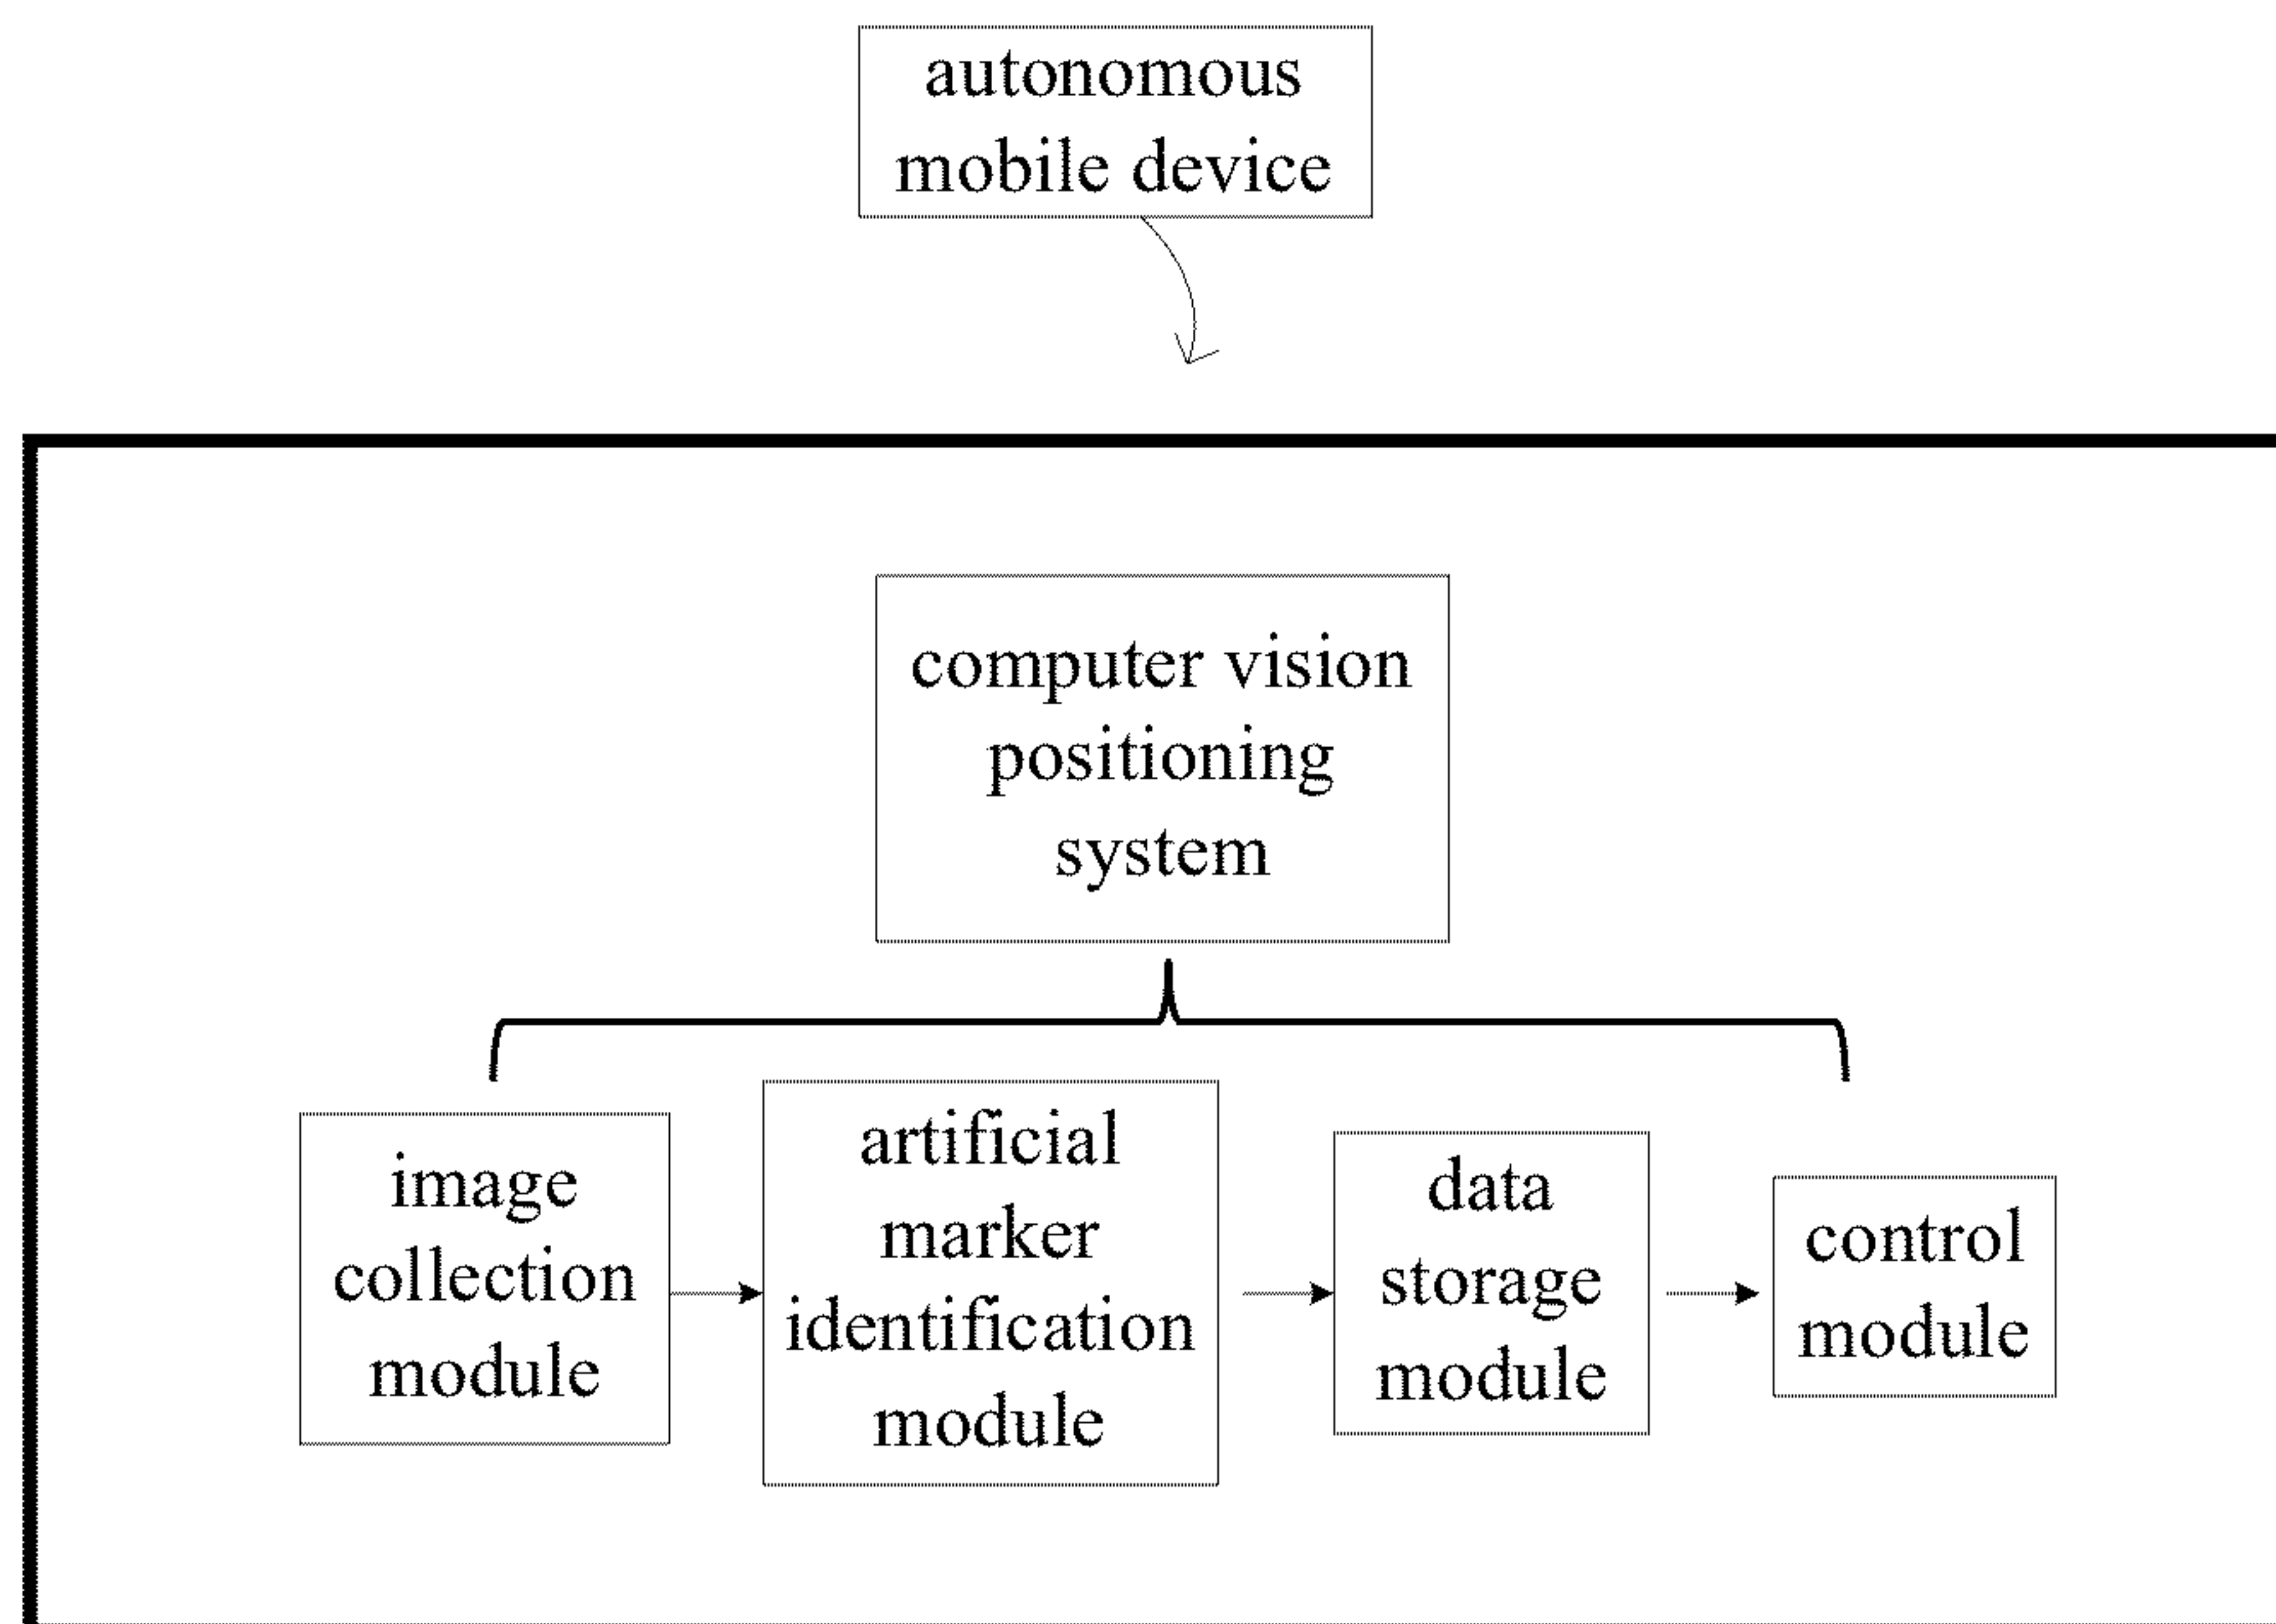 autonomous
mobile device
computer vision
positioning
system
image
collection
module
artificial
marker
identification
module
data
storage
module
control
module